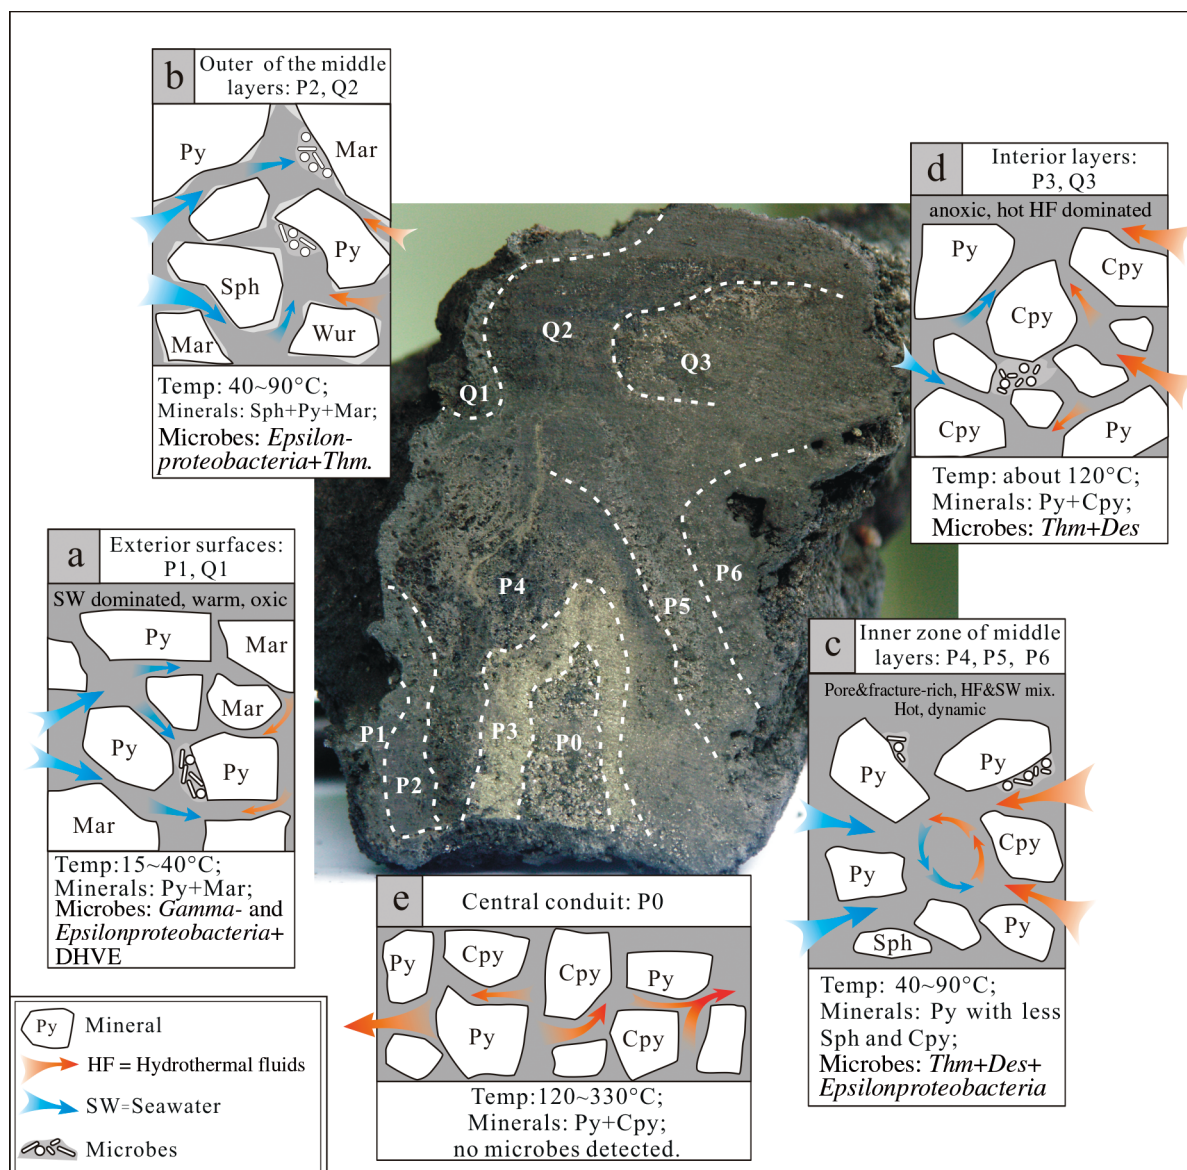 b
Outer of the middle
layers: P2, Q2
Py
Mar
Py
Sph
Mar
Wur
Temp: 40~90°C;
Minerals: Sph+Py+Mar;
Microbes: Epsilon-
proteobacteria+Thm.
a
Exterior surfaces:
P1, Q1
SW dominated, warm, oxic
Py
Mar
Mar
Py
Py
Mar
Temp:15~40°C;
Minerals: Py+Mar;
Microbes: Gamma- and
Epsilonproteobacteria+
DHVE
Q2
Q3
Q1
P4
P6
P5
P1
P3
P0
P2
d
Interior layers:
P3, Q3
anoxic, hot HF dominated
Py
Cpy
Cpy
Cpy
Py
Temp: about 120°C;
Minerals: Py+Cpy;
Microbes: Thm+Des
c
Inner zone of middle
layers: P4, P5, P6
Pore&fracture-rich, HF&SW mix.
Hot, dynamic
Py
Py
Cpy
Py
Sph
Py
Temp: 40~90°C;
Minerals: Py with less
Sph and Cpy;
Microbes: Thm+Des+
Epsilonproteobacteria
e
Central conduit: P0
Py
Cpy
Cpy
Py
Py
Cpy
Temp:120~330°C;
Minerals: Py+Cpy;
no microbes detected.
Py
Mineral
HF = Hydrothermal fluids
SW=Seawater
Microbes